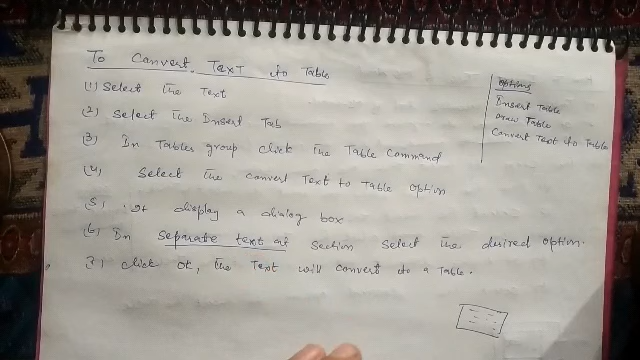 To Convert Text to Table
(1) Select the Text
(2) Select the Insert Tab
(3) In Tables group click the Table command
(4) Select the convert Text to Table option
5) It display a dialog box
(6) In separate text at section select the desired option.
7) click ok, the Text will convert to a Table.
options
Insert Table
Draw Table
Convert Text to Table